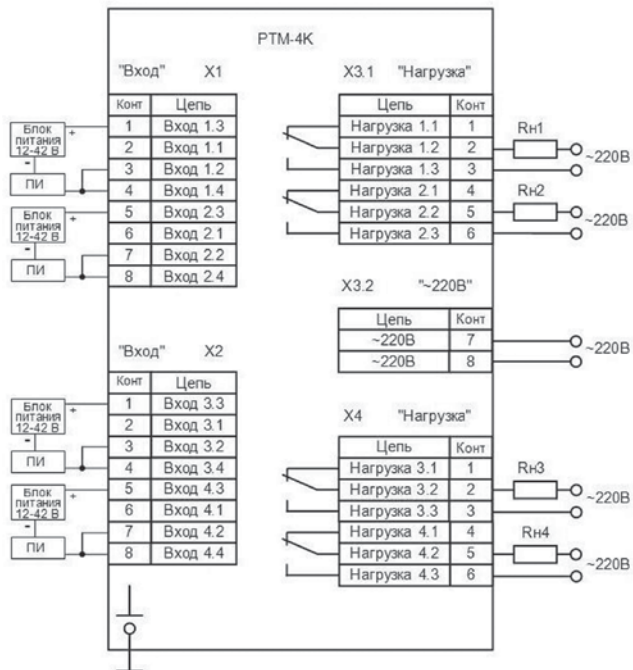 РТМ-4К
"Вход" X1
Конт Цепь
1 Вход 1.3
2 Вход 1.1
3 Вход 1.2
4 Вход 1.4
5 Вход 2.3
6 Вход 2.1
7 Вход 2.2
8 Вход 2.4
Блок
питания
12-42 В
+
-
ПИ
Блок
питания
12-42 В
+
-
ПИ
"Вход" X2
Конт Цепь
1 Вход 3.3
2 Вход 3.1
3 Вход 3.2
4 Вход 3.4
5 Вход 4.3
6 Вход 4.1
7 Вход 4.2
8 Вход 4.4
Блок
питания
12-42 В
+
-
ПИ
Блок
питания
12-42 В
+
-
ПИ
X3.1 "Нагрузка"
Цепь Конт
Нагрузка 1.1 1
Нагрузка 1.2 2
Нагрузка 1.3 3
Нагрузка 2.1 4
Нагрузка 2.2 5
Нагрузка 2.3 6
Rн1
~220В
Rн2
~220В
X3.2 "~220В"
Цепь Конт
~220В 7
~220В 8
~220В
X4 "Нагрузка"
Цепь Конт
Нагрузка 3.1 1
Нагрузка 3.2 2
Нагрузка 3.3 3
Нагрузка 4.1 4
Нагрузка 4.2 5
Нагрузка 4.3 6
Rн3
~220В
Rн4
~220В